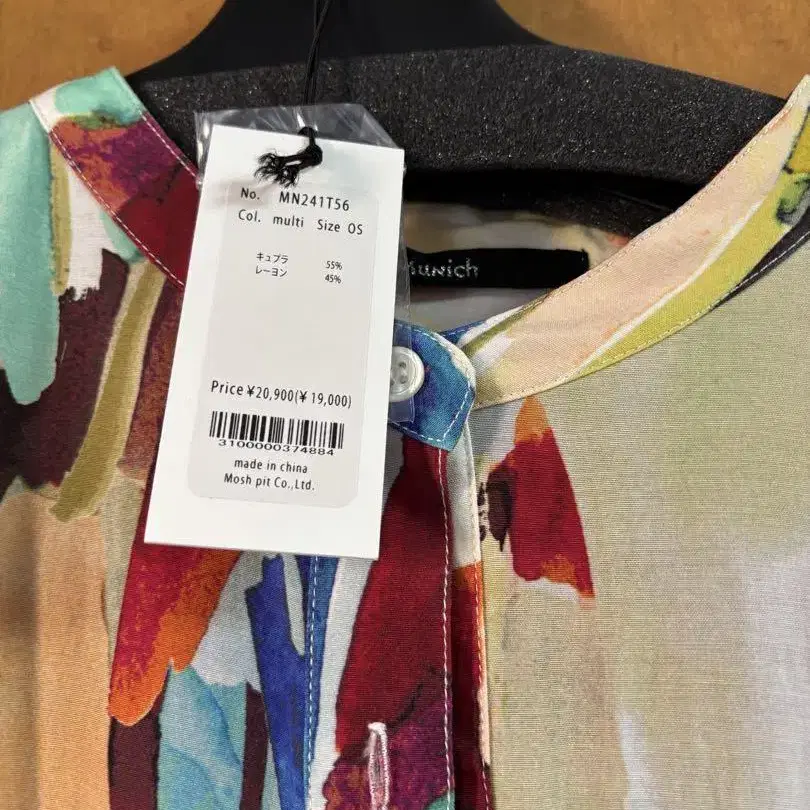 No. MN241T56
Col. multi Size OS
キュプラ 55%
レーヨン 45%
Price ¥20,900(¥ 19,000)
3100000374884
made in china
Mosh pit Co.,Ltd.